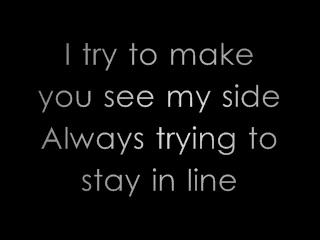 I try to make
you see my side
Always trying to
stay in line